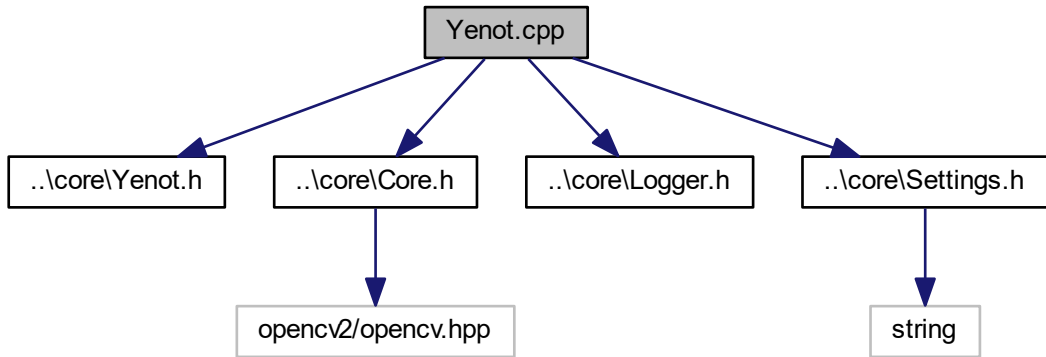 Yenot.cpp
..\core\Yenot.h
..\core\Core.h
..\core\Logger.h
..\core\Settings.h
opencv2/opencv.hpp
string